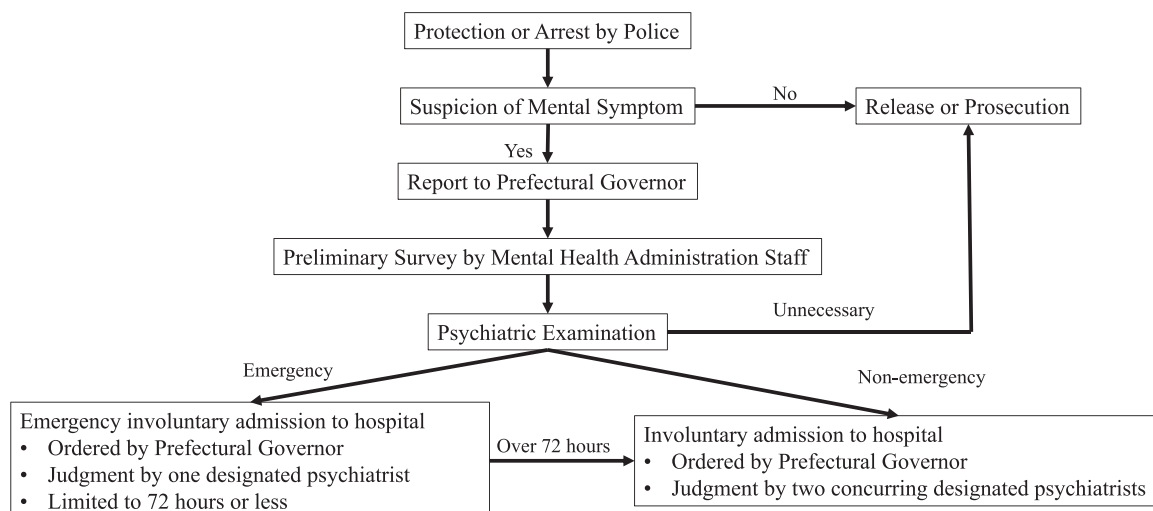 Protection or Arrest by Police
Suspicion of Mental Symptom
No
Release or Prosecution
Yes
Report to Prefectural Governor
Preliminary Survey by Mental Health Administration Staff
Unnecessary
Psychiatric Examination
Emergency
Non-emergency
Emergency involuntary admission to hospital
• Ordered by Prefectural Governor
• Judgment by one designated psychiatrist
• Limited to 72 hours or less
Over 72 hours
Involuntary admission to hospital
• Ordered by Prefectural Governor
• Judgment by two concurring designated psychiatrists